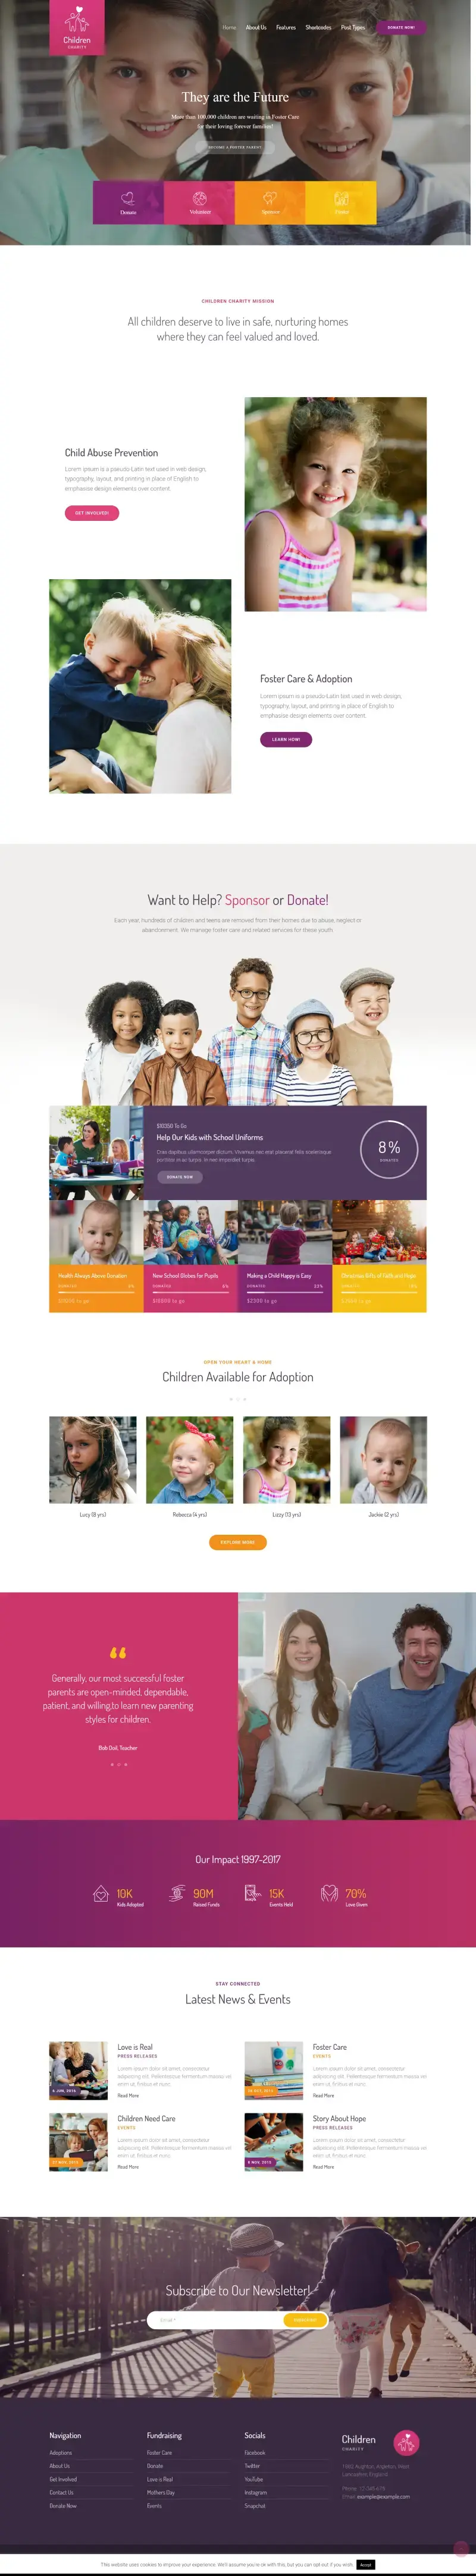 Children
CHARITY
Home
About Us
Features
Shortcodes
Post Types
DONATE NOW!
They are the Future
More than 100,000 children are waiting in Foster Care
for their loving forever families!
BECOME A FOSTER PARENT
Donate
Volunteer
Sponsor
CHILDREN CHARITY MISSION
All children deserve to live in safe, nurturing homes
where they can feel valued and loved.
Child Abuse Prevention
Lorem ipsum is a pseudo-Latin text used in web design,
typography, layout, and printing in place of English to
emphasise design elements over content.
GET INVOLVED!
Foster Care & Adoption
Lorem ipsum is a pseudo-Latin text used in web design,
typography, layout, and printing in place of English to
emphasise design elements over content.
LEARN HOW!
Want to Help? Sponsor or Donate!
Each year, hundreds of children and teens are removed from their homes due to abuse, neglect or
abandonment. We manage foster care and related services for these youth.
$10350 To Go
Help Our Kids with School Uniforms
Cras dapibus ullamcorper dictum. Vivamus nec erat placerat felis scelerisque
porttitor in ac turpis. In nec imperdiet turpis.
DONATE NOW
8%
DONATED
Health Always Above Donation
DONATED
New School Globes for Pupils
DONATED
Making a Child Happy is Easy
DONATED
Christmas Gifts of Faith and Hope
OPEN YOUR HEART & HOME
Children Available for Adoption
Lucy (8 yrs)
Rebecca (4 yrs)
Lizzy (13 yrs)
Jackie (2 yrs)
EXPLORE MORE
Generally, our most successful foster
parents are open-minded, dependable,
patient, and willing to learn new parenting
styles for children.
Bob Goil, Teacher
Our Impact 1997-2017
10K
Kids Adopted
90M
Raised Funds
15K
Events Held
70%
Love Given
STAY CONNECTED
Latest News & Events
Love is Real
PRESS RELEASES
Lorem ipsum dolor sit amet, consectetur
adipiscing elit. Pellentesque fermentum massa vel
enim ut, finibus et nunc.
Read More
Foster Care
EVENTS
Lorem ipsum dolor sit amet, consectetur
adipiscing elit. Pellentesque fermentum massa vel
enim ut, finibus et nunc.
Read More
Children Need Care
EVENTS
Lorem ipsum dolor sit amet, consectetur
adipiscing elit. Pellentesque fermentum massa vel
enim ut, finibus et nunc.
Read More
Story About Hope
PRESS RELEASES
Lorem ipsum dolor sit amet, consectetur
adipiscing elit. Pellentesque fermentum massa vel
enim ut, finibus et nunc.
Read More
Subscribe to Our Newsletter!
Email *
SUBSCRIBE
Navigation
Adoptions
About Us
Get Involved
Contact Us
Donate Now
Fundraising
Foster Care
Donate
Love is Real
Mothers Day
Events
Socials
Facebook
Twitter
YouTube
Instagram
Snapchat
Children
CHARITY
Lancashire, England
Email: example@example.com
This website uses cookies to improve your experience. We'll assume you're ok with this, but you can opt-out if you wish.
Accept